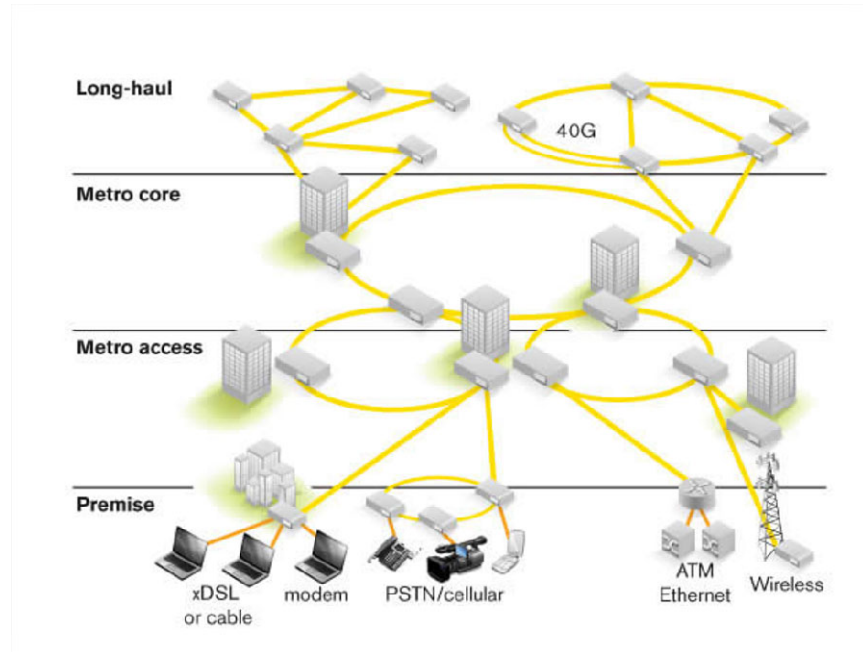 Long-haul
40G
Metro core
Metro access
Premise
xDSL
or cable
modem
PSTN/cellular
ATM
Ethernet
Wireless